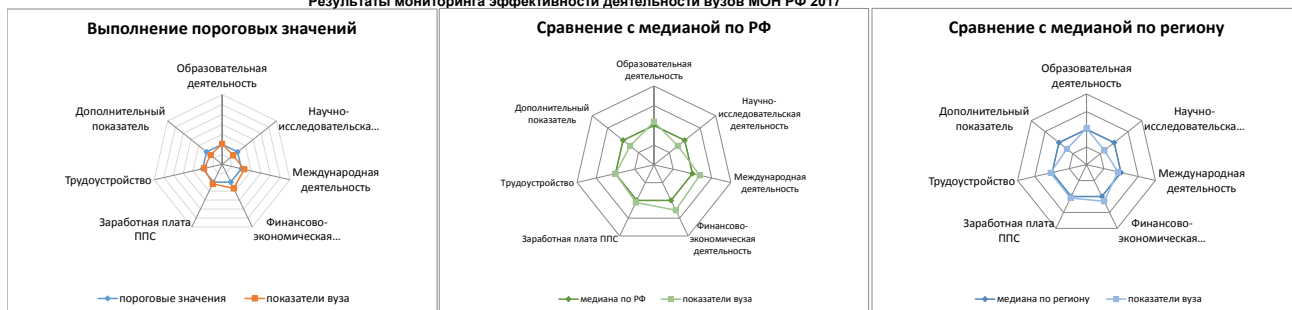 Результаты мониторинга эффективности деятельности вузов МОН РФ 2017
Выполнение пороговых значений
Образовательная
деятельность
Научно-
исследовательска...
Международная
деятельность
Финансово-
экономическая...
Заработная плата
ППС
Трудоустройство
Дополнительный
показатель
пороговые значения
показатели вуза
Сравнение с медианой по РФ
Образовательная
деятельность
Научно-
исследовательская
деятельность
Международная
деятельность
Финансово-
экономическая деятельность
Заработная плата ППС
Трудоустройство
Дополнительный
показатель
медиана по РФ
показатели вуза
Сравнение с медианой по региону
Образовательная
деятельность
Научно-
исследовательска...
Международная
деятельность
Финансово-
экономическая...
Заработная плата
ППС
Трудоустройство
Дополнительный
показатель
медиана по региону
показатели вуза